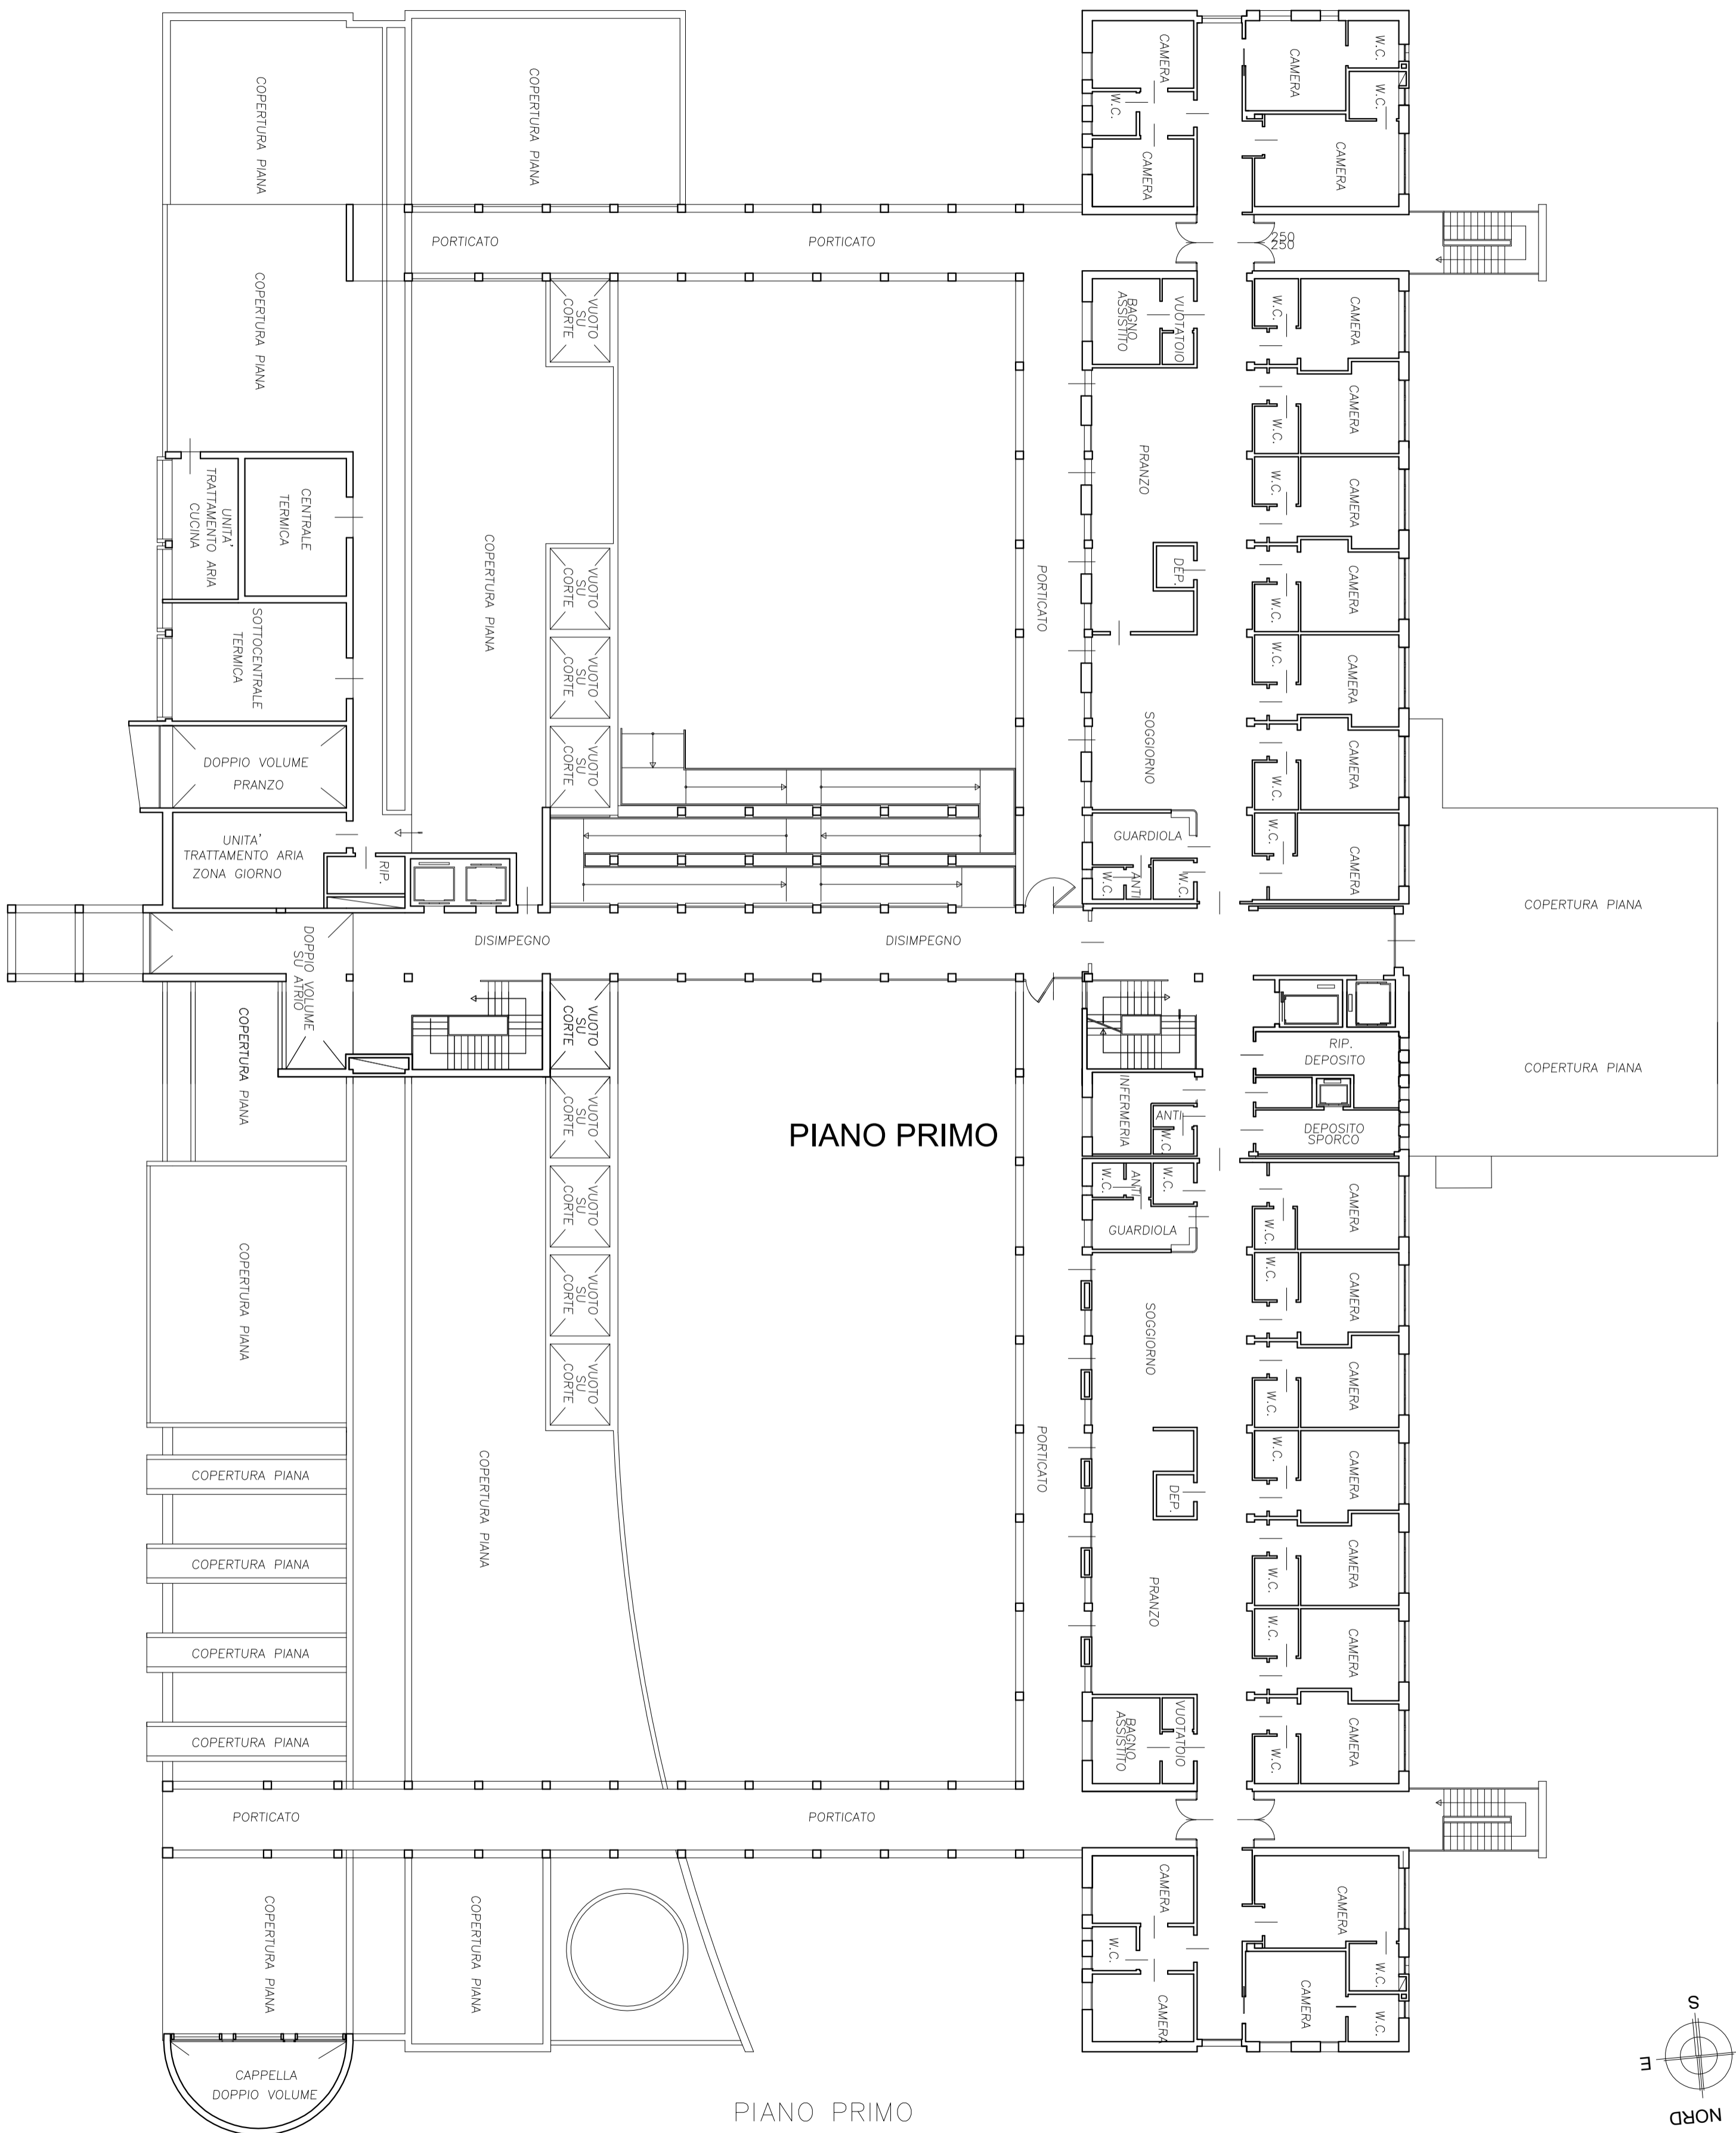 COPERTURA PIANA
COPERTURA PIANA
CAMERA
W.C.
CAMERA
CAMERA
W.C.
W.C.
CAMERA
PORTICATO
PORTICATO
250
250
COPERTURA PIANA
VUOTO
SU
CORTE
BAGNO
ASSISTITO
VUOTATOIO
W.C.
CAMERA
W.C.
CAMERA
PRANZO
W.C.
CAMERA
UNITA'
TRATTAMENTO ARIA
CUCINA
CENTRALE
TERMICA
COPERTURA PIANA
VUOTO
SU
CORTE
PORTICATO
DEP.
W.C.
CAMERA
SOTTOCENTRALE
TERMICA
VUOTO
SU
CORTE
W.C.
CAMERA
DOPPIO VOLUME
PRANZO
VUOTO
SU
CORTE
SOGGIORNO
W.C.
CAMERA
UNITA'
TRATTAMENTO ARIA
ZONA GIORNO
RIP.
GUARDIOLA
W.C.
ANTI
W.C.
W.C.
CAMERA
COPERTURA PIANA
DOPPIO VOLUME
SU ATRIO
DISIMPEGNO
DISIMPEGNO
COPERTURA PIANA
VUOTO
SU
CORTE
RIP.
DEPOSITO
COPERTURA PIANA
VUOTO
SU
CORTE
PIANO PRIMO
INFERMERIA
ANTI
W.C.
DEPOSITO
SPORCO
VUOTO
SU
CORTE
W.C.
ANTI
W.C.
GUARDIOLA
W.C.
CAMERA
COPERTURA PIANA
VUOTO
SU
CORTE
SOGGIORNO
W.C.
CAMERA
VUOTO
SU
CORTE
W.C.
CAMERA
COPERTURA PIANA
COPERTURA PIANA
PORTICATO
DEP.
W.C.
CAMERA
COPERTURA PIANA
PRANZO
W.C.
CAMERA
COPERTURA PIANA
W.C.
CAMERA
COPERTURA PIANA
BAGNO
ASSISTITO
VUOTATOIO
W.C.
CAMERA
PORTICATO
PORTICATO
COPERTURA PIANA
COPERTURA PIANA
CAMERA
W.C.
CAMERA
CAMERA
W.C.
CAMERA
W.C.
CAPPELLA
DOPPIO VOLUME
PIANO PRIMO
S
E
NORD